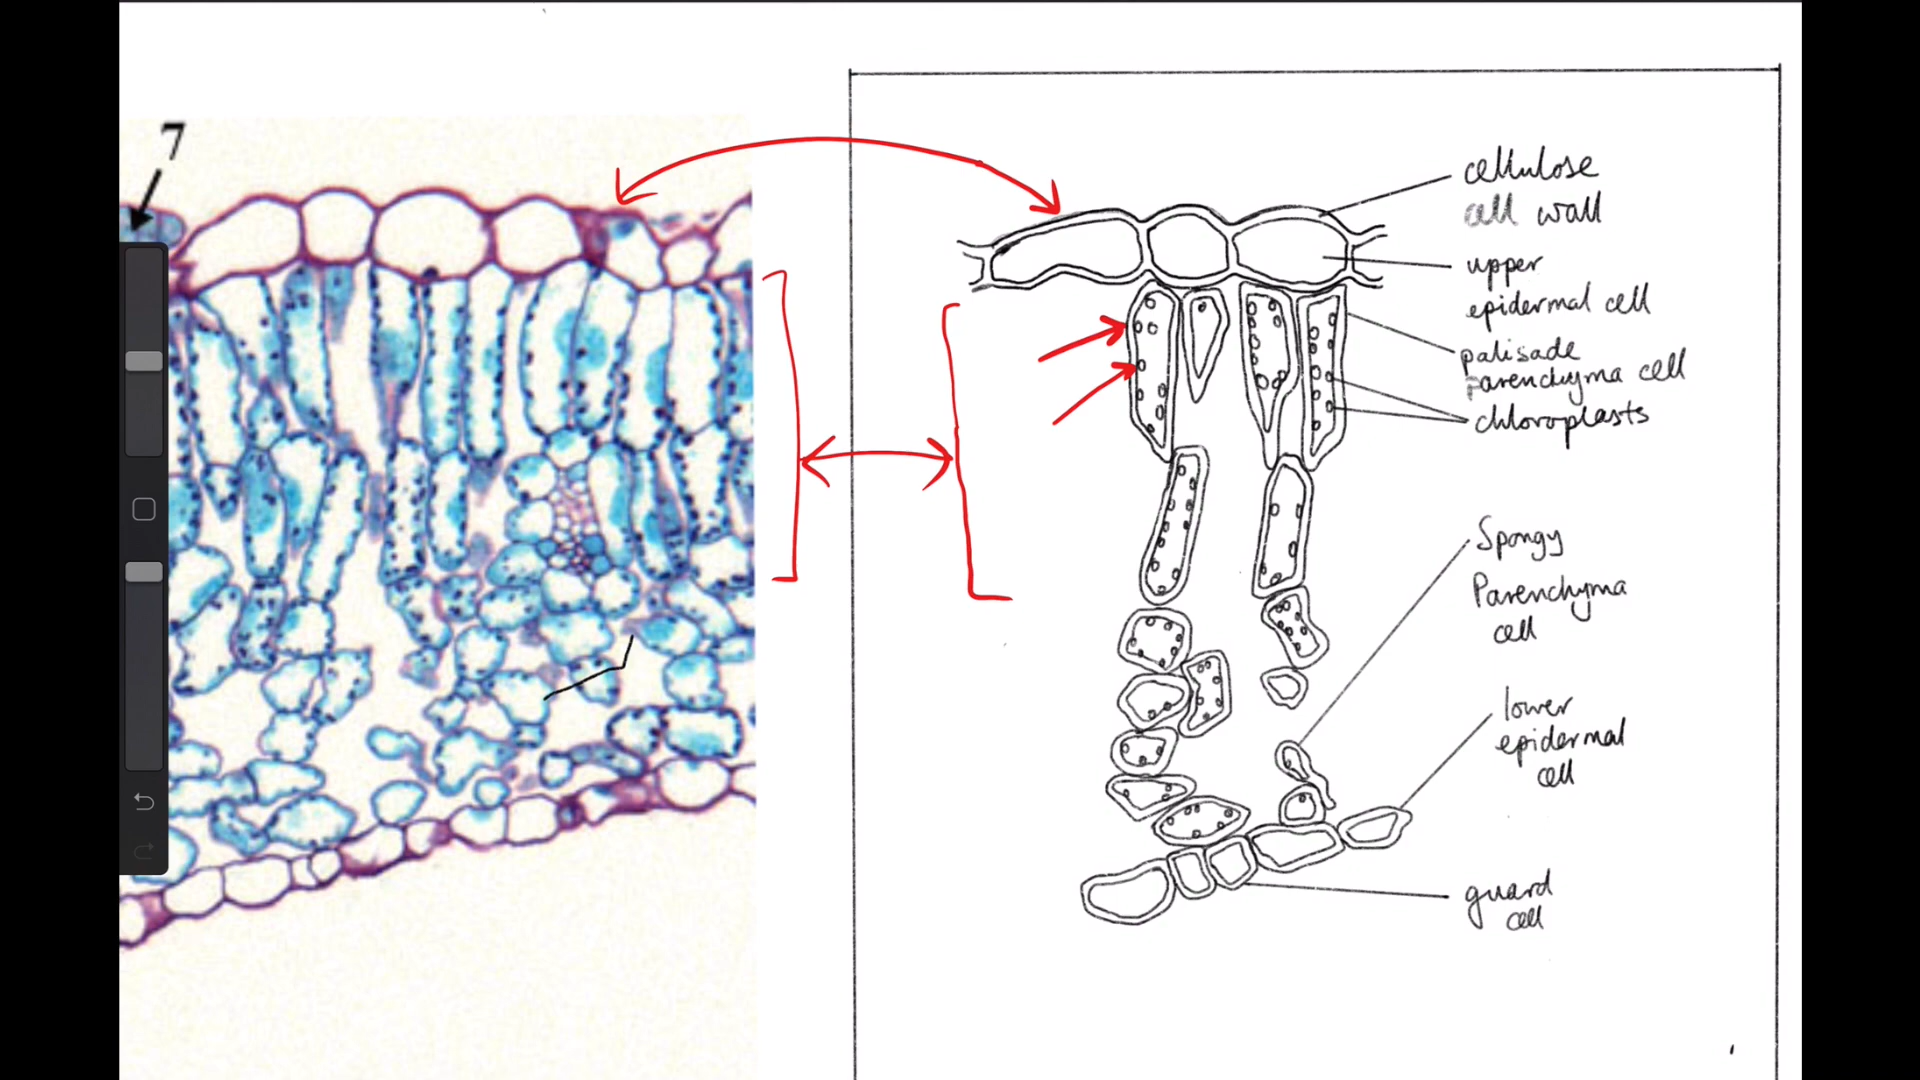 7
cellulose
cell wall
upper
epidermal cell
palisade
parenchyma cell
chloroplasts
Spongy
Parenchyma
cell
lower
epidermal
cell
guard
cell